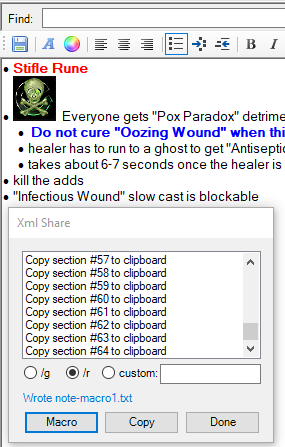 Find:
A
B
I
Stifle Rune
Everyone gets "Pox Paradox" detrime
Do not cure "Oozing Wound" when thi
healer has to run to a ghost to get "Antiseptic
takes about 6-7 seconds once the healer is
kill the adds
"Infectious Wound" slow cast is blockable
Xml Share
Copy section #57 to clipboard
Copy section #58 to clipboard
Copy section #59 to clipboard
Copy section #60 to clipboard
Copy section #61 to clipboard
Copy section #62 to clipboard
Copy section #63 to clipboard
Copy section #64 to clipboard
/g /r custom:
Wrote note-macro1.txt
Macro Copy Done